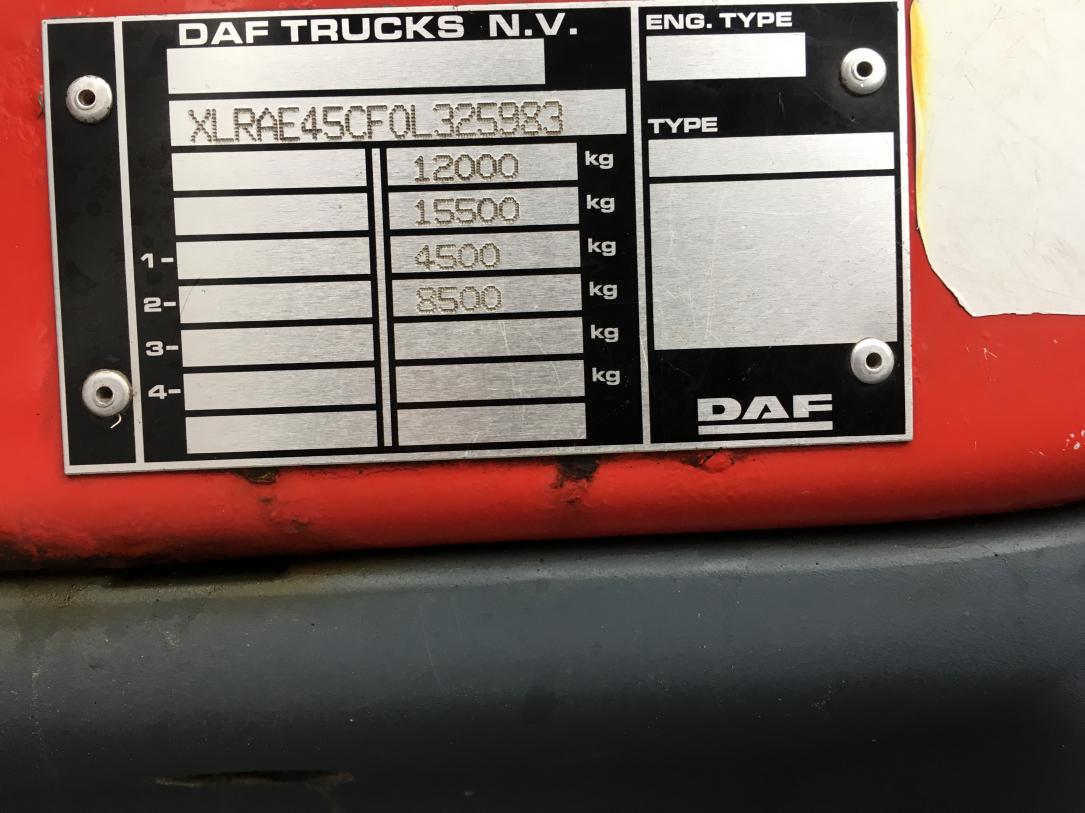 DAF TRUCKS N.V.
XLRAE45CF0L325983
12000 kg
15500 kg
1- 4500 kg
2- 8500 kg
3- kg
4- kg
ENG. TYPE
TYPE
DAF